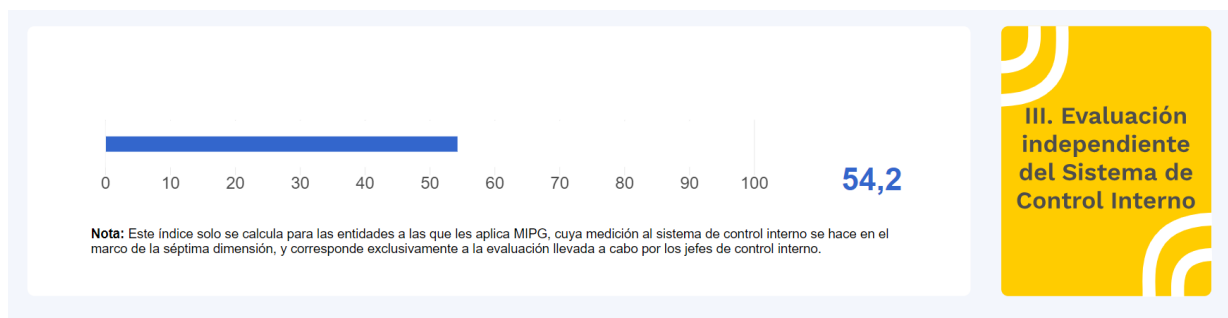 0 10 20 30 40 50 60 70 80 90 100
54,2
Nota: Este índice solo se calcula para las entidades a las que les aplica MIPG, cuya medición al sistema de control interno se hace en el
marco de la séptima dimensión, y corresponde exclusivamente a la evaluación llevada a cabo por los jefes de control interno.
III. Evaluación
independiente
del Sistema de
Control Interno